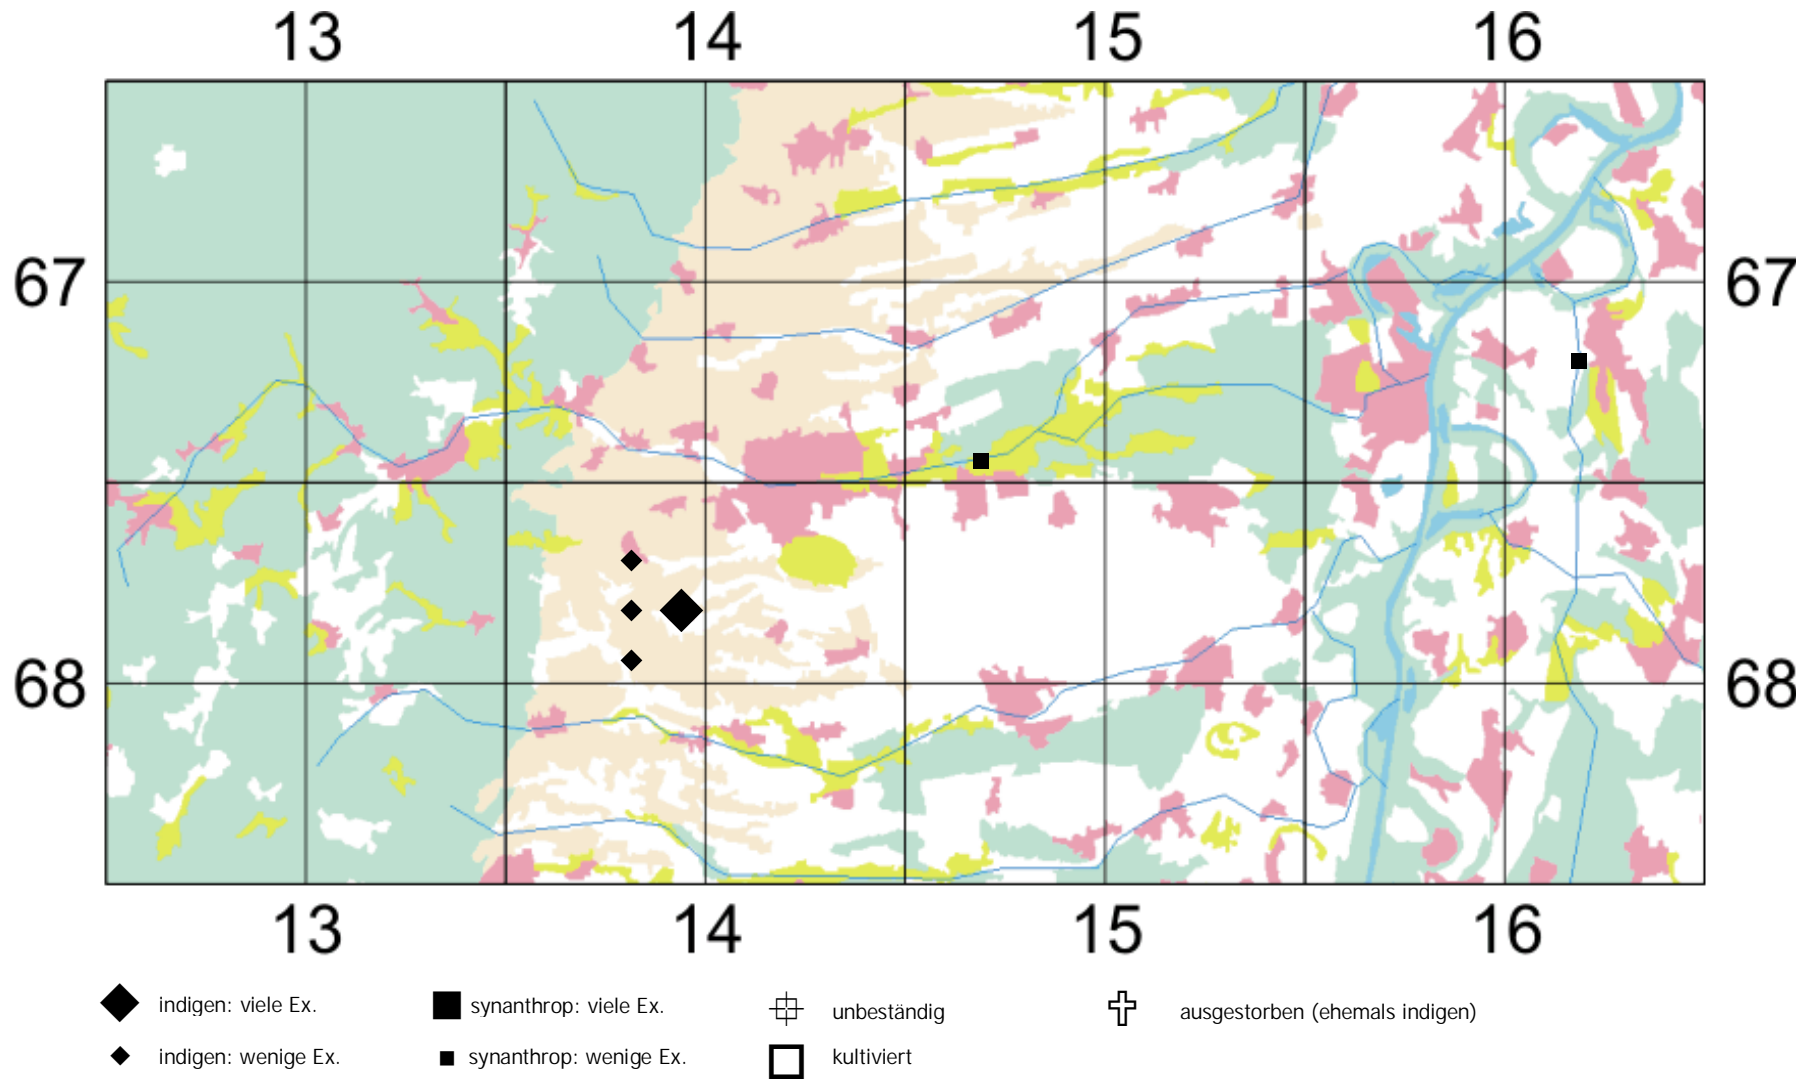 13 14 15 16
67 67
68 68
13 14 15 16
indigen: viele Ex. synanthrop: viele Ex. unbeständig ausgestorben (ehemals indigen)
indigen: wenige Ex. synanthrop: wenige Ex. kultiviert